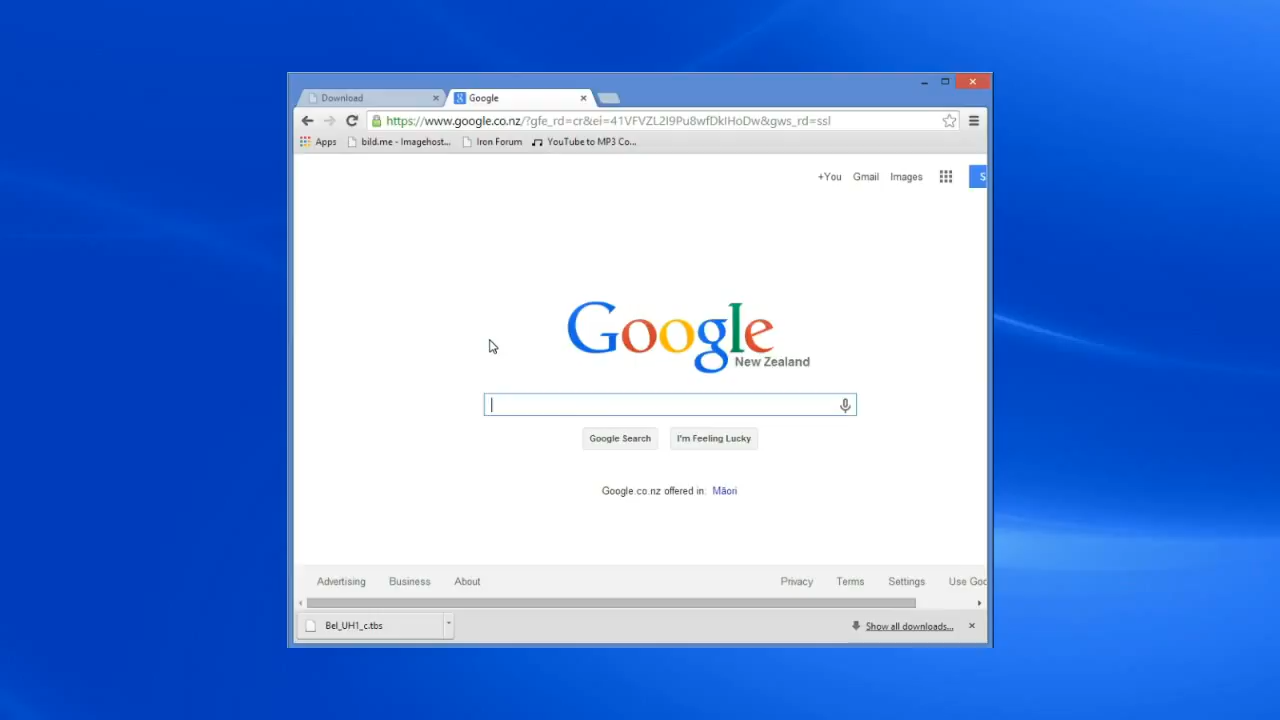 Download
Google
https://www.google.co.nz/?gfe_rd=cr&ei=41VFVZL2I9Pu8wfDkIHoDw&gws_rd=ssl
Apps bild.me - Imagehost... Iron Forum YouTube to MP3 Co...
+You Gmail Images S
Google
New Zealand
Google Search I'm Feeling Lucky
Google.co.nz offered in: Māori
Advertising Business About Privacy Terms Settings Use Goo
Bel_UH1_c.tbs Show all downloads...